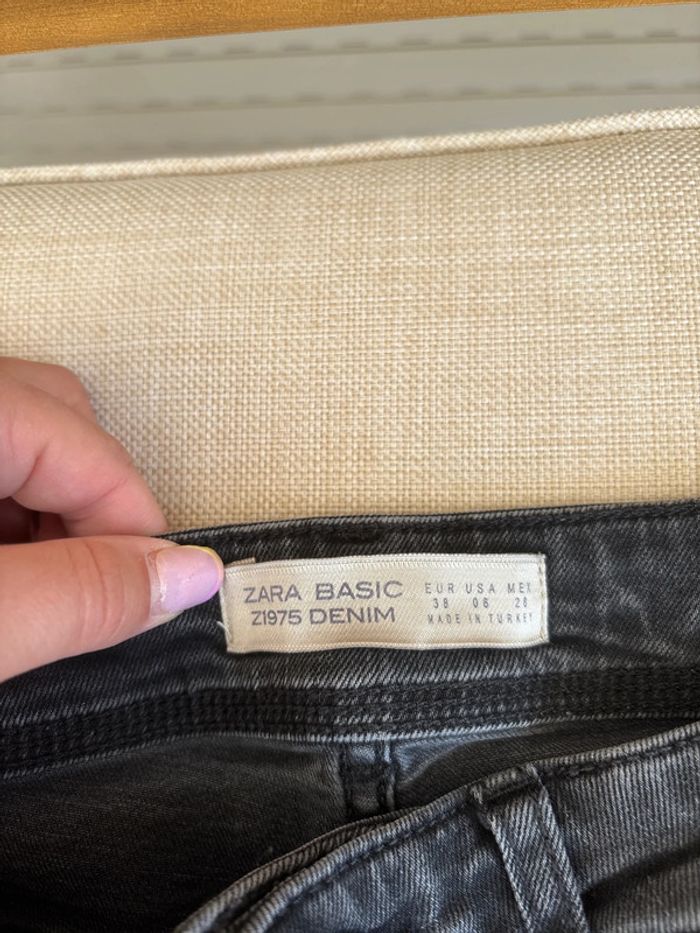 ZARA BASIC
Z1975 DENIM
EUR USA MEX
38 06 28
MADE IN TURKEY